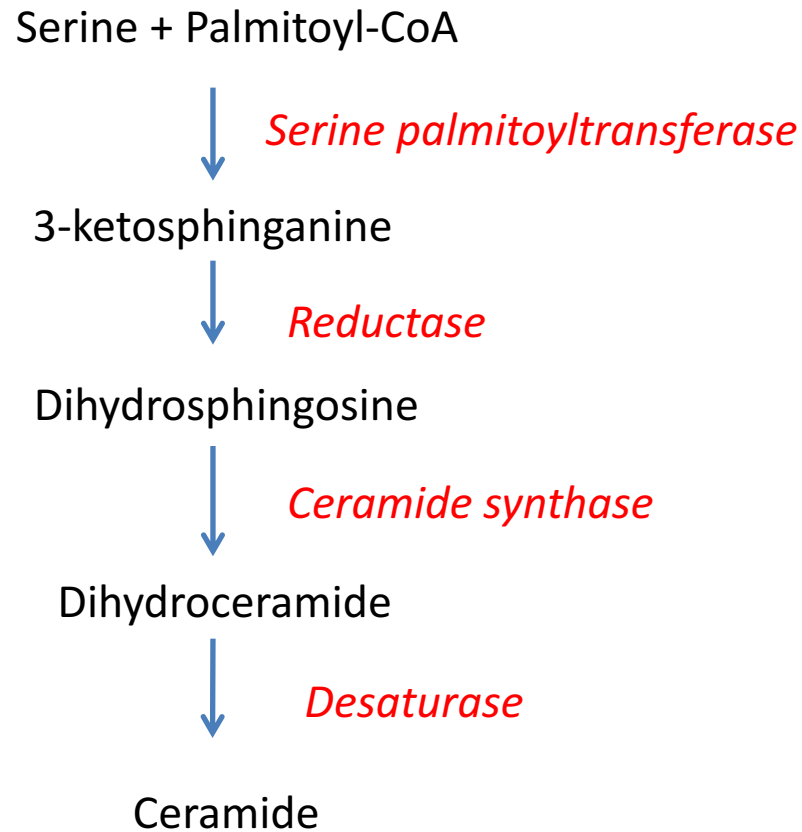 Serine + Palmitoyl-CoA
Serine palmitoyltransferase
3-ketosphinganine
Reductase
Dihydrosphingosine
Ceramide synthase
Dihydroceramide
Desaturase
Ceramide